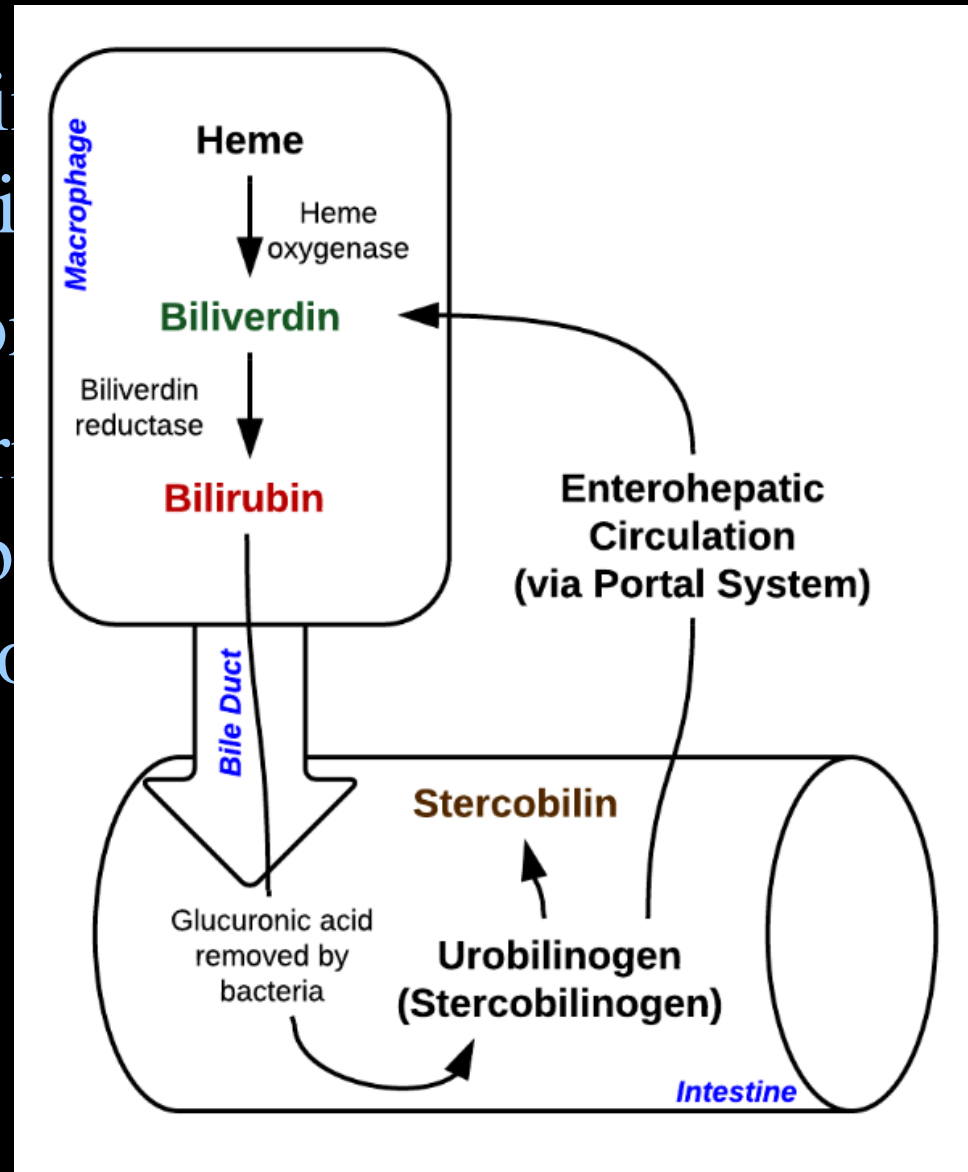 Macrophage
Heme
Heme
oxygenase
Biliverdin
Biliverdin
reductase
Bilirubin
Enterohepatic
Circulation
(via Portal System)
Bile Duct
Stercobilin
Glucuronic acid
removed by
bacteria
Urobilinogen
(Stercobilinogen)
Intestine